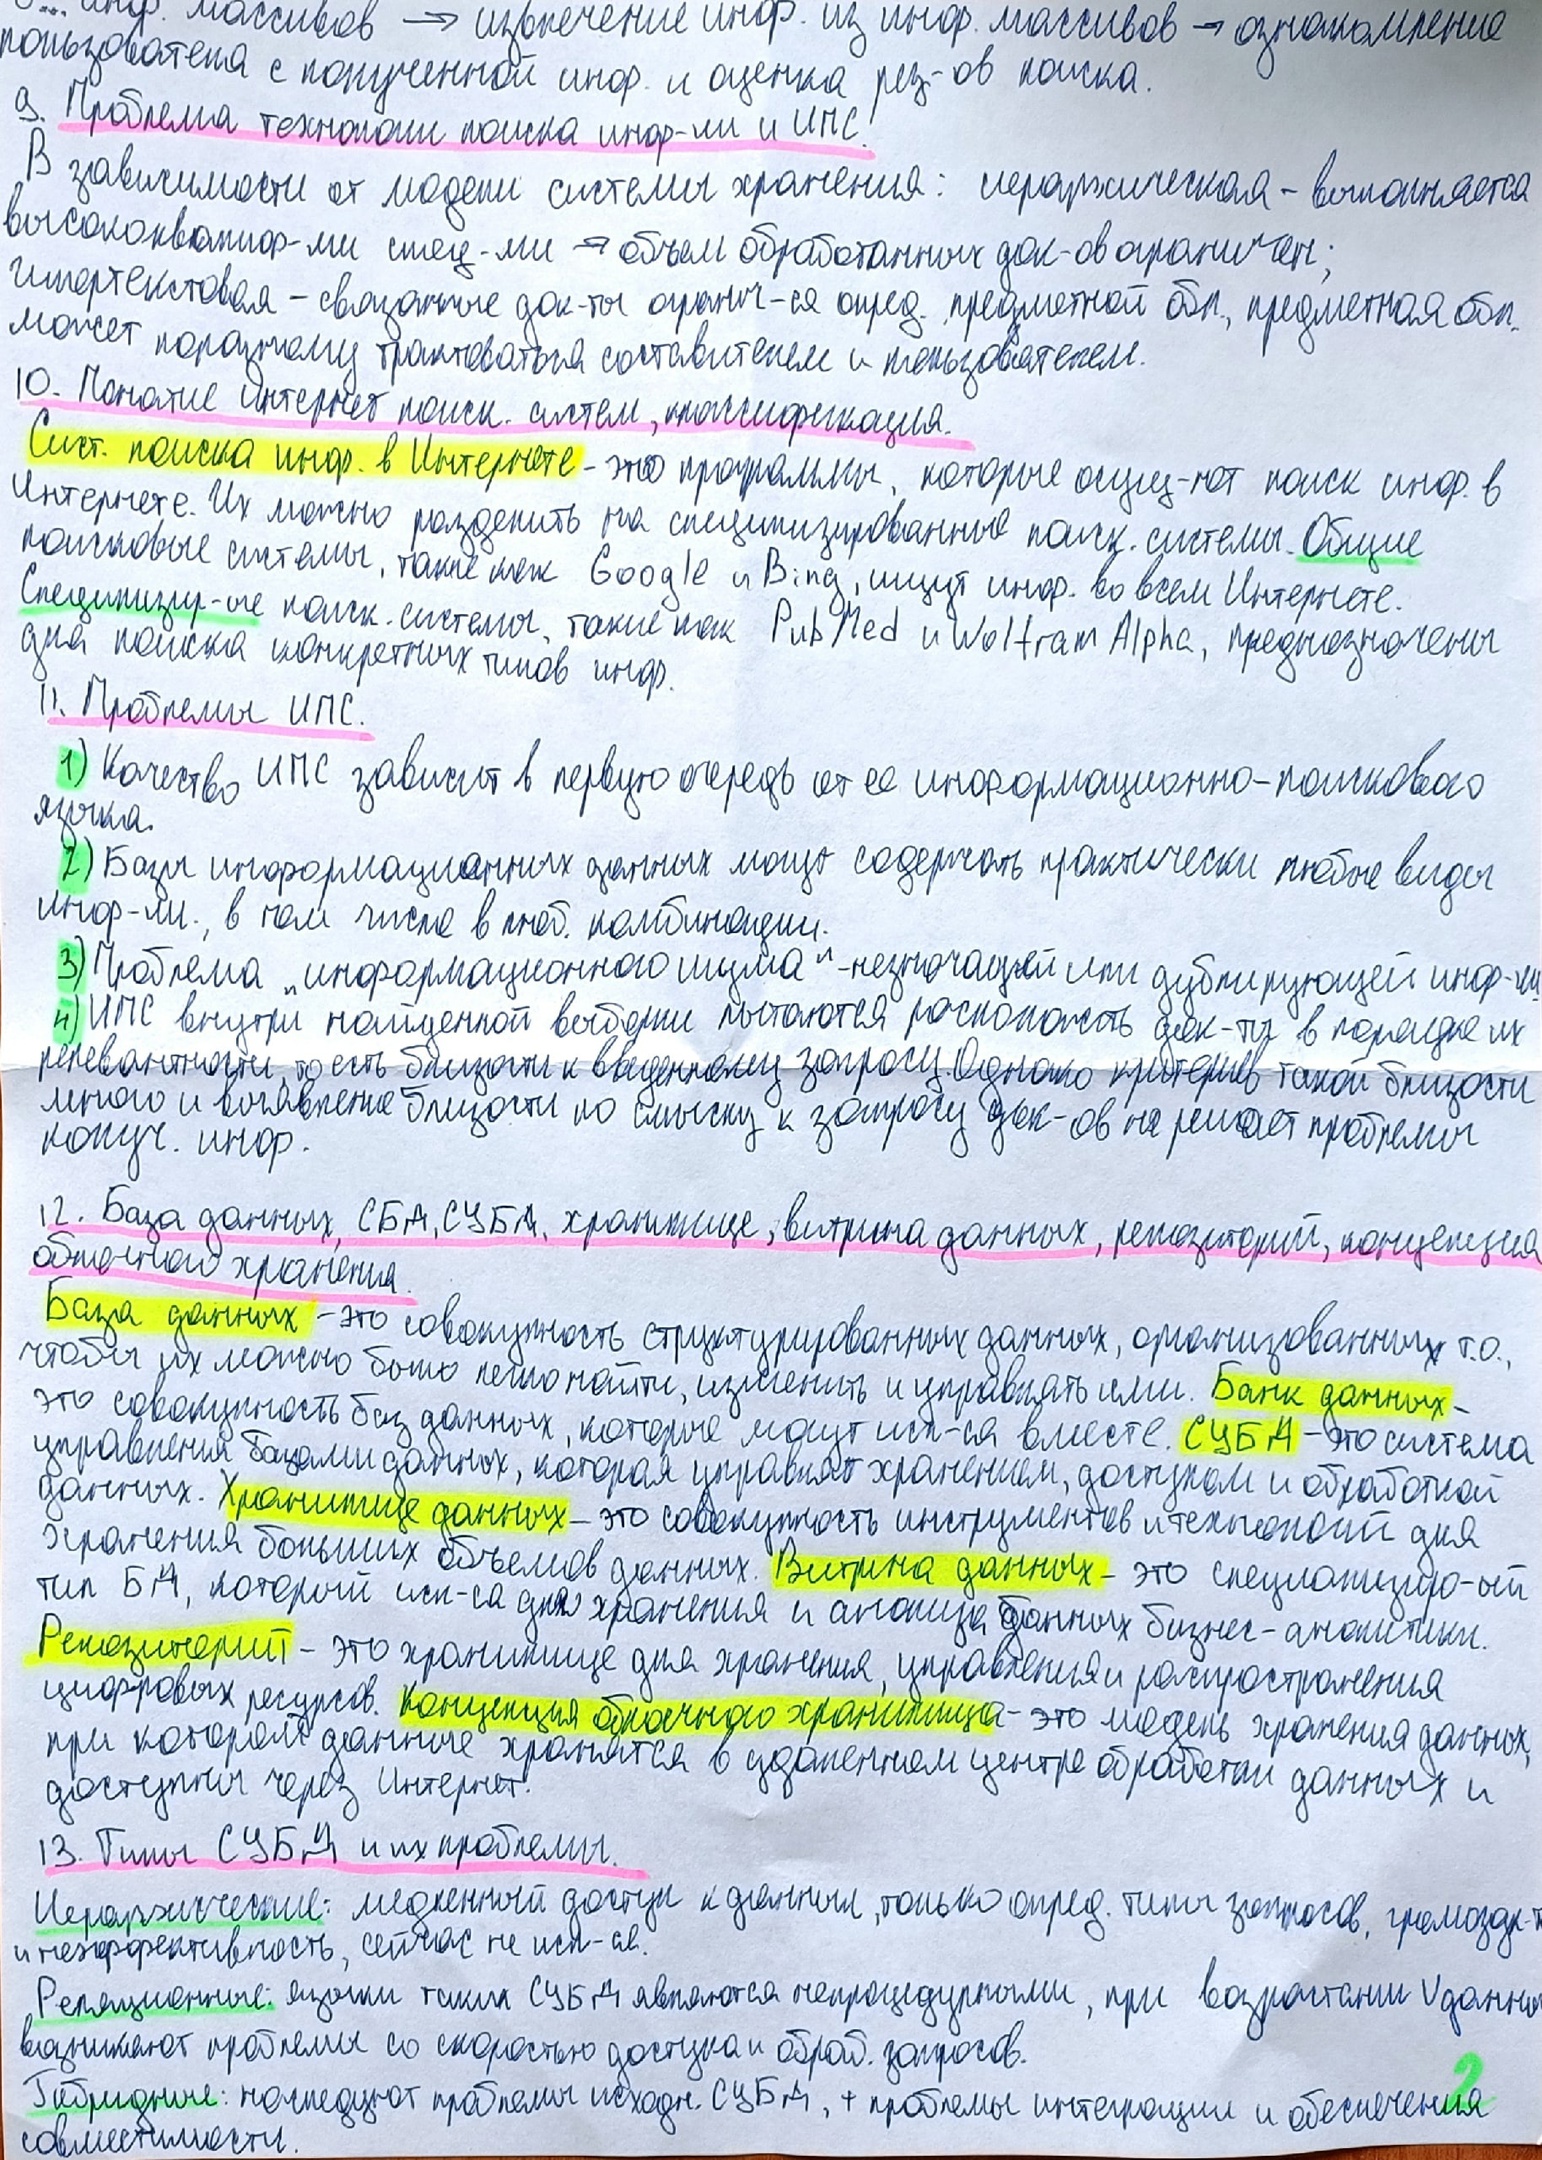 инф. массивов → извлечение инф. из инф. массивов → ознакомление
пользователя с полученной инф. и оценка рез-ов поиска.
9. Проблема технологии поиска инф-ии и ИПС.
В зависимости от модели системы хранения: иерархическая – выполняется
высококвалиф-ми спец-ми → объем обработанных док-ов ограничен;
гипертекстовая – связанные док-ты огранич-ся опред. предметной обл., предметная обл.
может поразному трактоваться составителем и пользователем.
10. Понятие интернет поиск. систем, классификация.
Сист. поиска инф. в Интернете – это программы, которые осущ-ют поиск инф. в
Интернете. Их можно разделить на специлизированные поиск. системы. Общие
поисковые системы, такие как Google и Bing, ищут инф. во всем Интернете.
Специлизир-ые поиск. системы, такие как PubMed и Wolfram Alpha, предназначены
для поиска конкретных типов инф.
11. Проблемы ИПС.
1) Качество ИПС зависит в первую очередь от ее информационно-поискового
языка.
2) Базы информационных данных могут содержать практически любые виды
инф-ии., в том числе в люб. комбинации.
3) Проблема „информационного шума" - незначащей или дублирующей инф-ии
4) ИПС внутри найденной выборки пытаются расположить док-ты в порядке их
релевантности, то есть близости к введенному запросу. Однако критериев такой близости
много и выявление близости по смыслу к запросу док-ов не решает проблемы
получ. инф.
12. База данных, СБД, СУБД, хранилище, витрина данных, репозиторий, концепция
облачного хранения.
База данных – это совокупность структурированных данных, организованных т.о.,
чтобы их можно было легко найти, изменить и управлять ими. Банк данных –
это совокупность баз данных, которые могут исп-ся вместе. СУБД – это система
управления базами данных, которая управляет хранением, доступом и обработкой
данных. Хранилище данных – это совокупность инструментов и технологий для
хранения больших объемов данных. Витрина данных – это специализир-ый
тип БД, который исп-ся для хранения и анализа данных бизнес-аналитики.
Репозиторий – это хранилище для хранения, управления и распространения
цифровых ресурсов. Концепция облачного хранилища – это модель хранения данных,
при котором данные хранятся в удаленном центре обработки данных и
доступны через Интернет.
13. Типы СУБД и их проблемы.
Иерархические: медленный доступ к данным, только опред. типы запросов, громоздк-ть
и неэффективность, сейчас не исп-ся.
Реляционные: языки таких СУБД являются непроцедурными, при возрастании V данных
возникают проблемы со скоростью доступа и обраб. запросов.
Гибридные: наследуют проблемы исходн. СУБД, + проблемы интеграции и обеспечения
совместимости.
2